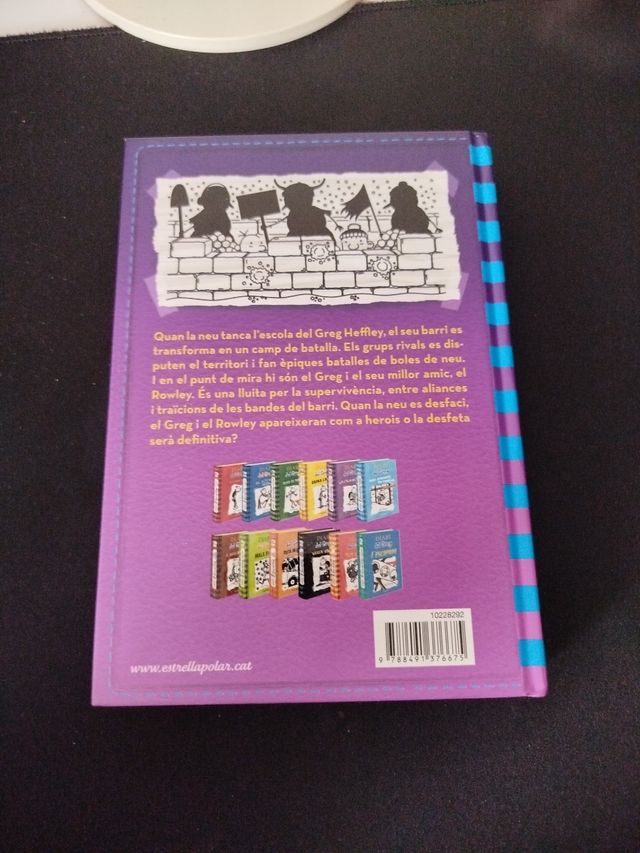 Quan la neu tanca l'escola del Greg Heffley, el seu barri es
transforma en un camp de batalla. Els grups rivals es dis-
puten el territori i fan èpiques batalles de boles de neu.
I en el punt de mira hi són el Greg i el seu millor amic, el
Rowley. És una lluita per la supervivència, entre aliances
i traïcions de les bandes del barri. Quan la neu es desfaci,
el Greg i el Rowley apareixeran com a herois o la desfeta
serà definitiva?
10228292
9 788491 376675
www.estrellapolar.cat